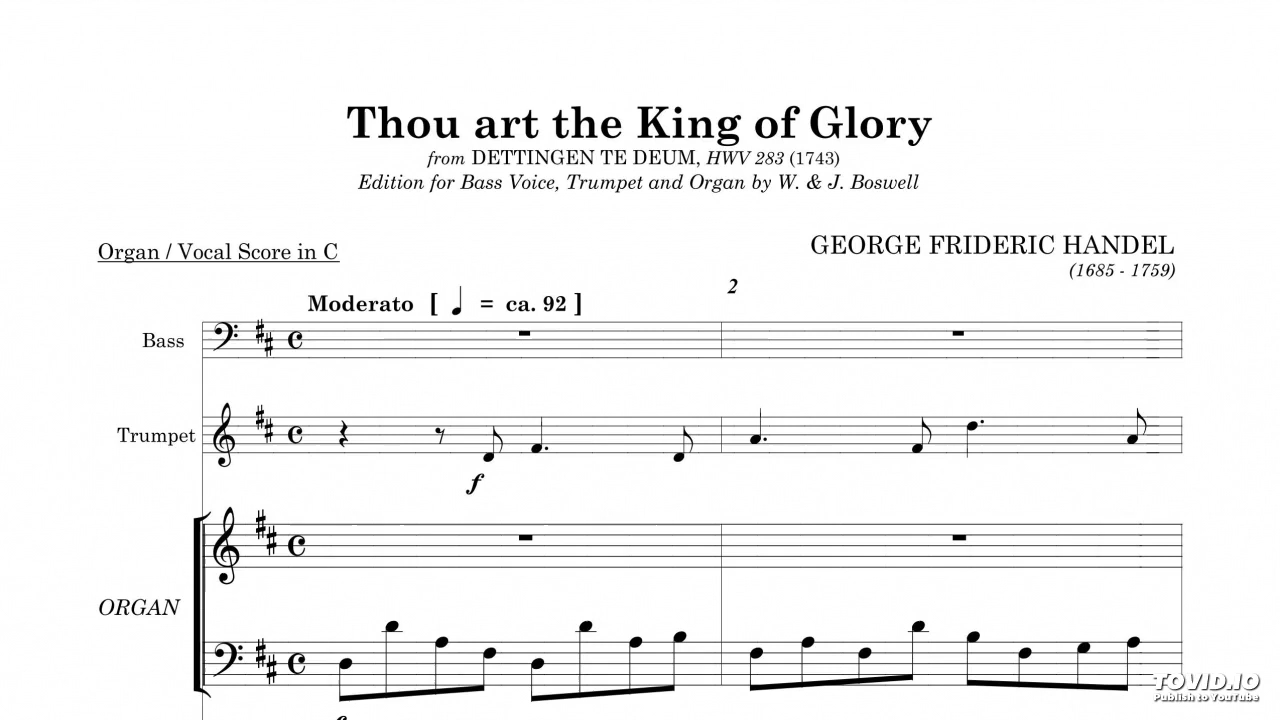 Thou art the King of Glory
from DETTINGEN TE DEUM, HWV 283 (1743)
Edition for Bass Voice, Trumpet and Organ by W. & J. Boswell
Organ / Vocal Score in C
GEORGE FRIDERIC HANDEL
(1685 - 1759)
Moderato [ ♩ = ca. 92 ]
2
Bass
Trumpet
f
ORGAN
TOVID.IO
Publish to YouTube